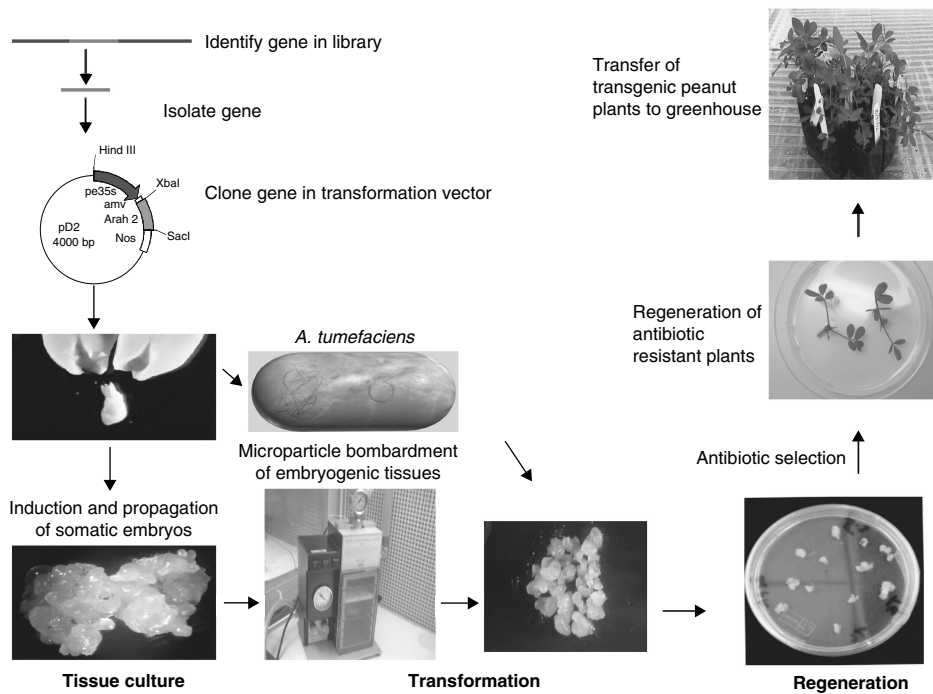 Identify gene in library
Isolate gene
Hind III
Clone gene in transformation vector
XbaI
pe35s
amv
Arah 2
Nos
SacI
pD2
4000 bp
A. tumefaciens
Microparticle bombardment
of embryogenic tissues
Induction and propagation
of somatic embryos
Tissue culture
Transformation
Regeneration
Antibiotic selection
Regeneration of
antibiotic
resistant plants
Transfer of
transgenic peanut
plants to greenhouse